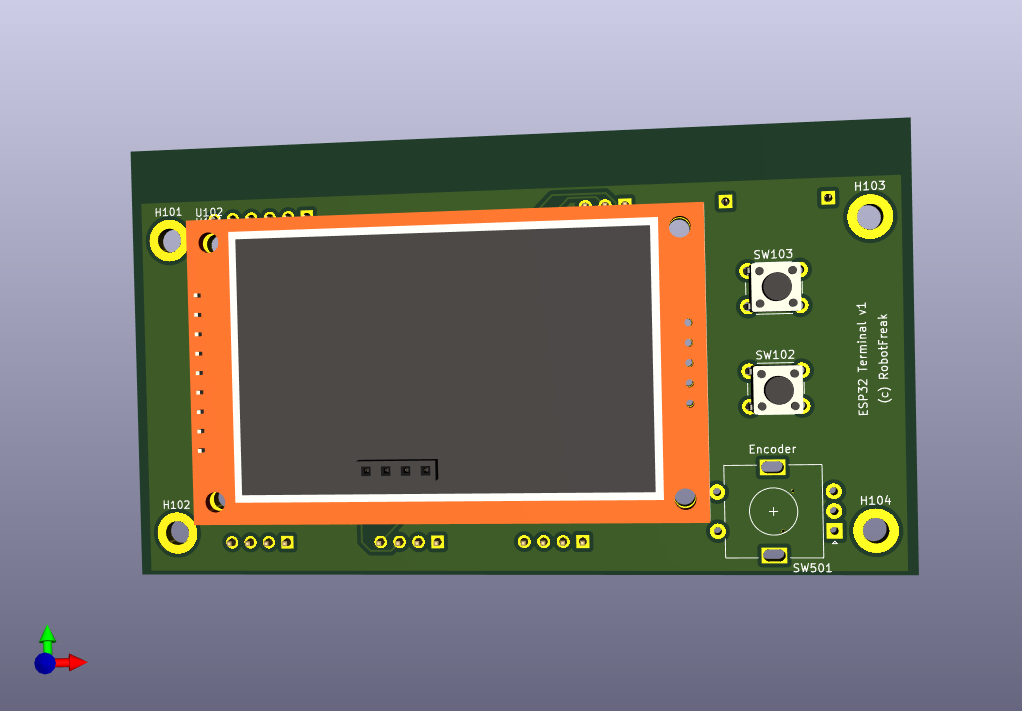 H103
H101
U102
SW103
SW102
ESP32 Terminal v1
(c) RobotFreak
Encoder
H102
H104
SW501